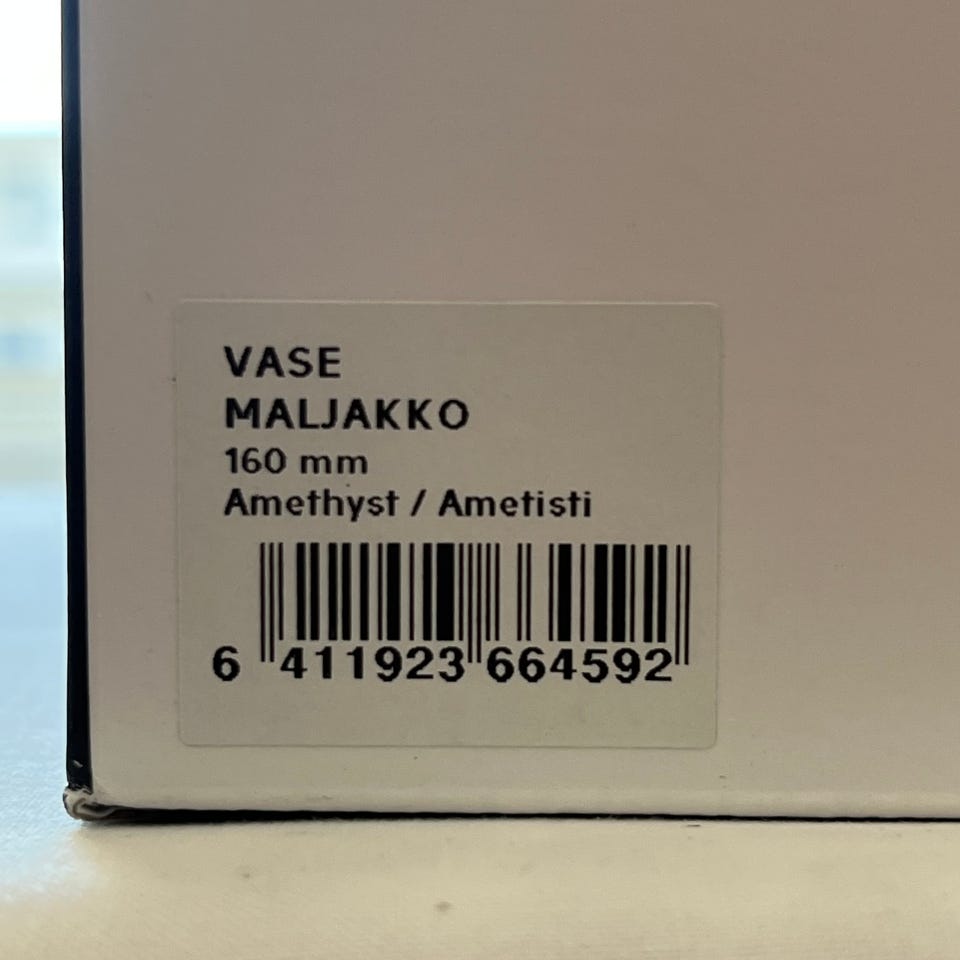 VASE
MALJAKKO
160 mm
Amethyst / Ametisti
6 411923 664592